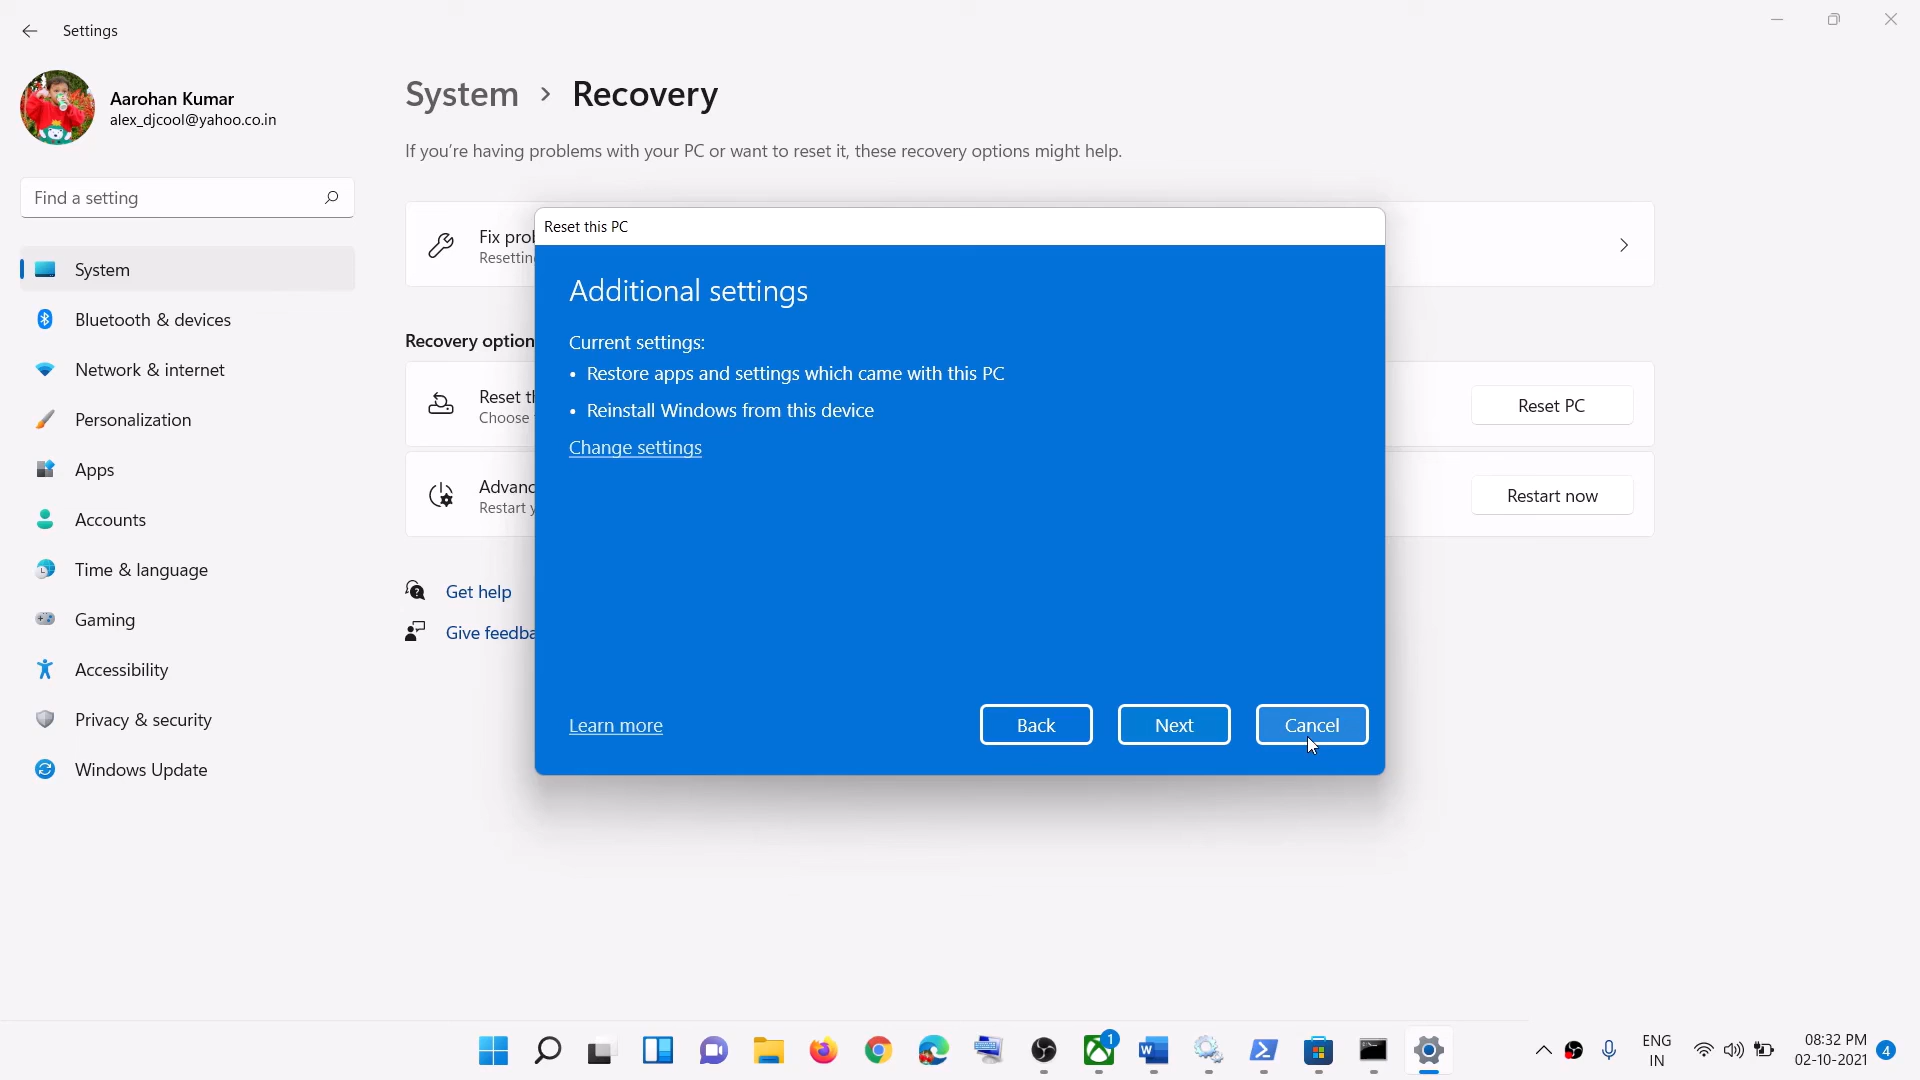 Settings
Aarohan Kumar
alex_djcool@yahoo.co.in
Find a setting
System
Bluetooth & devices
Network & internet
Personalization
Apps
Accounts
Time & language
Gaming
Accessibility
Privacy & security
Windows Update
System > Recovery
If you're having problems with your PC or want to reset it, these recovery options might help.
Fix pro
Resettin
Recovery option
Reset t
Choose
Reset PC
Advanc
Restart
Restart now
Get help
Give feedba
Reset this PC
Additional settings
Current settings:
• Restore apps and settings which came with this PC
• Reinstall Windows from this device
Change settings
Learn more
Back
Next
Cancel
1
ENG
IN
08:32 PM
02-10-2021
4